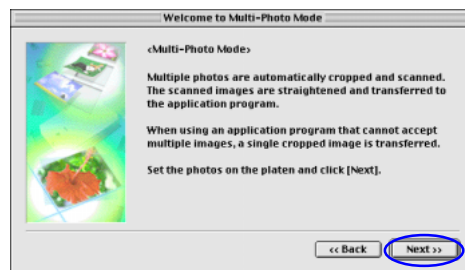 Welcome to Multi-Photo Mode
<Multi-Photo Mode>
Multiple photos are automatically cropped and scanned.
The scanned images are straightened and transferred to
the application program.
When using an application program that cannot accept
multiple images, a single cropped image is transferred.
Set the photos on the platen and click [Next].
<< Back
Next >>